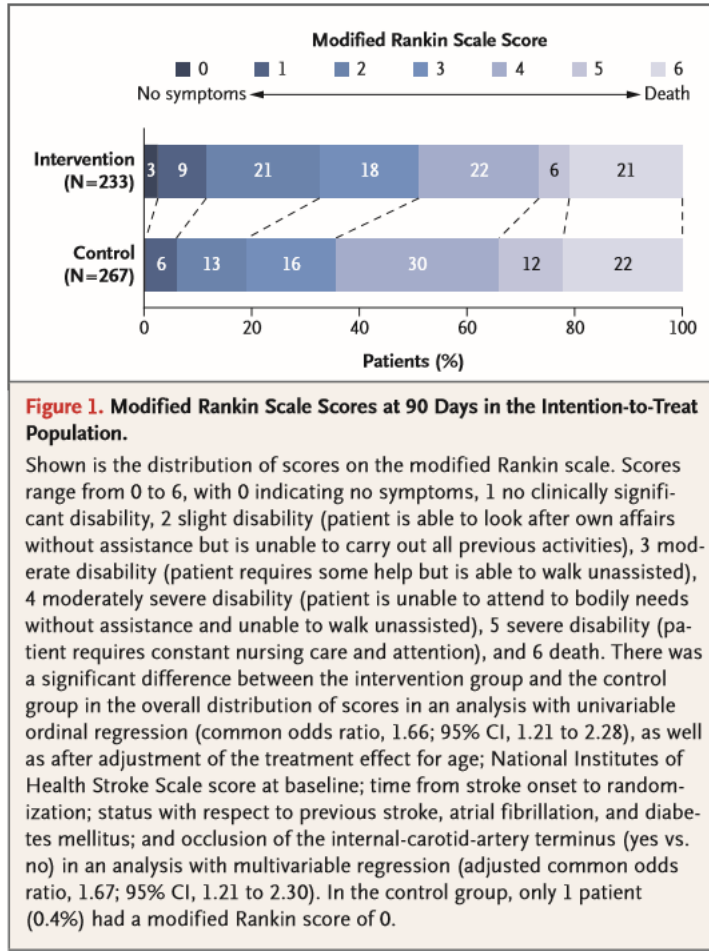 Modified Rankin Scale Score
0 1 2 3 4 5 6
No symptoms Death
Intervention
(N=233)
3 9 21 18 22 6 21
Control
(N=267)
6 13 16 30 12 22
0 20 40 60 80 100
Patients (%)
Figure 1. Modified Rankin Scale Scores at 90 Days in the Intention-to-Treat
Population.
Shown is the distribution of scores on the modified Rankin scale. Scores
range from 0 to 6, with 0 indicating no symptoms, 1 no clinically signifi-
cant disability, 2 slight disability (patient is able to look after own affairs
without assistance but is unable to carry out all previous activities), 3 mod-
erate disability (patient requires some help but is able to walk unassisted),
4 moderately severe disability (patient is unable to attend to bodily needs
without assistance and unable to walk unassisted), 5 severe disability (pa-
tient requires constant nursing care and attention), and 6 death. There was
a significant difference between the intervention group and the control
group in the overall distribution of scores in an analysis with univariable
ordinal regression (common odds ratio, 1.66; 95% CI, 1.21 to 2.28), as well
as after adjustment of the treatment effect for age; National Institutes of
Health Stroke Scale score at baseline; time from stroke onset to random-
ization; status with respect to previous stroke, atrial fibrillation, and diabe-
tes mellitus; and occlusion of the internal-carotid-artery terminus (yes vs.
no) in an analysis with multivariable regression (adjusted common odds
ratio, 1.67; 95% CI, 1.21 to 2.30). In the control group, only 1 patient
(0.4%) had a modified Rankin score of 0.